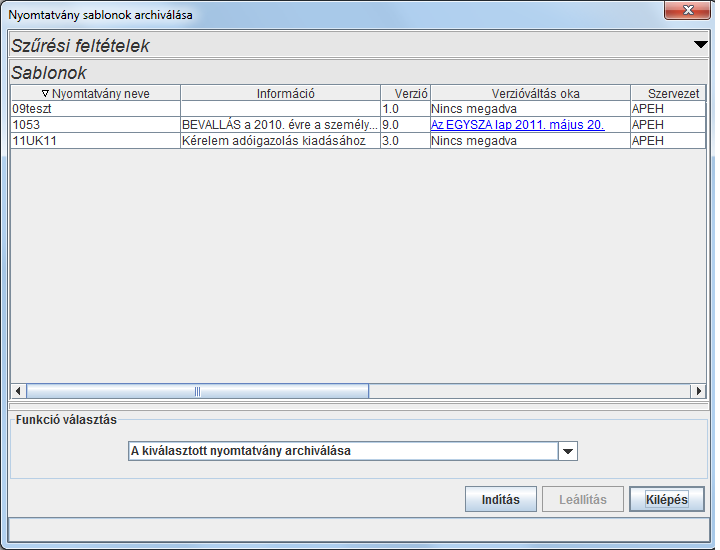 Nyomtatvány sablonok archiválása
Szűrési feltételek
Sablonok
Nyomtatvány neve Információ Verzió Verzióváltás oka Szervezet
09teszt 1.0 Nincs megadva APEH
1053 BEVALLÁS a 2010. évre a személy... 9.0 Az EGYSZA lap 2011. május 20. APEH
11UK11 Kérelem adóigazolás kiadásához 3.0 Nincs megadva APEH
Funkció választás
A kiválasztott nyomtatvány archiválása
Indítás Leállítás Kilépés